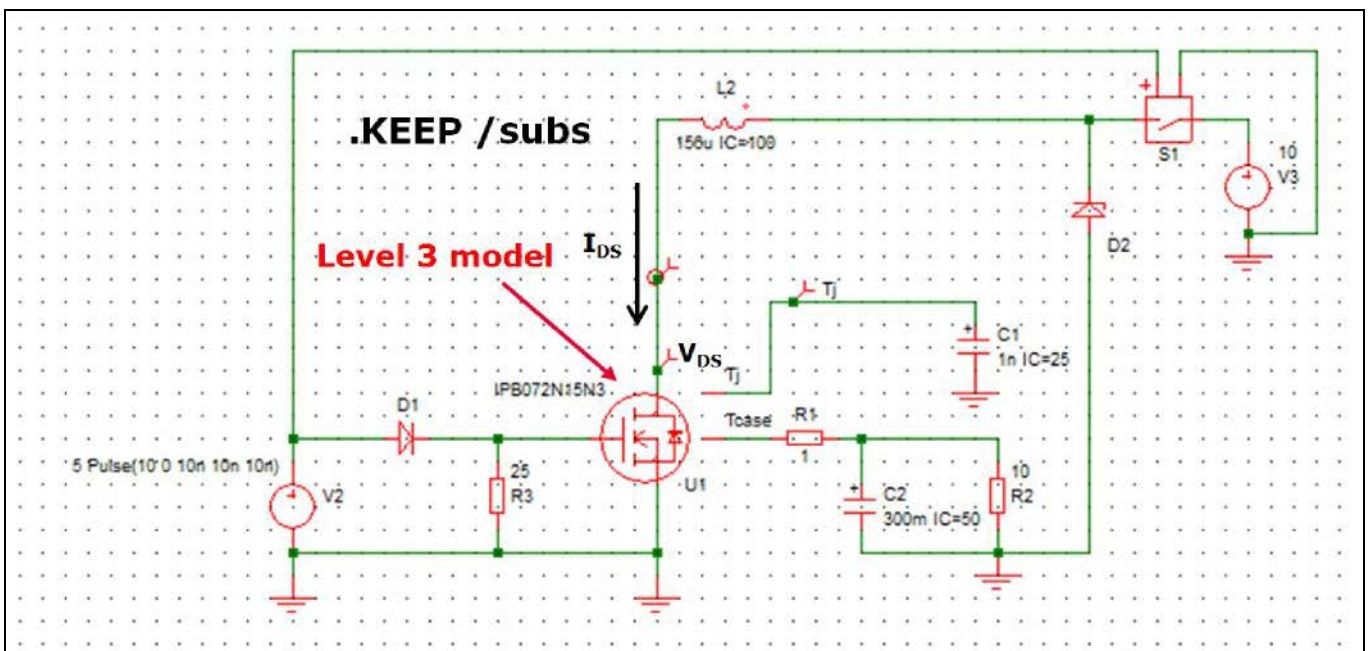 L2
156u IC=100
.KEEP /subs
S1
10
V3
D2
Level 3 model
IDS
Tj
C1
1n IC=25
VDS
IPB072N15N3
Tj
D1
Tcase
R1
1
5 Pulse(10 0 10n 10n 10n)
V2
25
R3
U1
C2
300m IC=50
10
R2